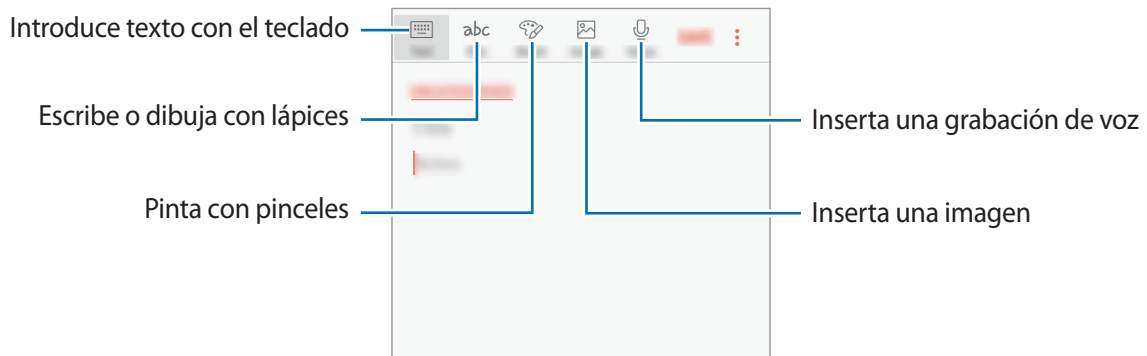 Introduce texto con el teclado
abc
Escribe o dibuja con lápices
Inserta una grabación de voz
Pinta con pinceles
Inserta una imagen